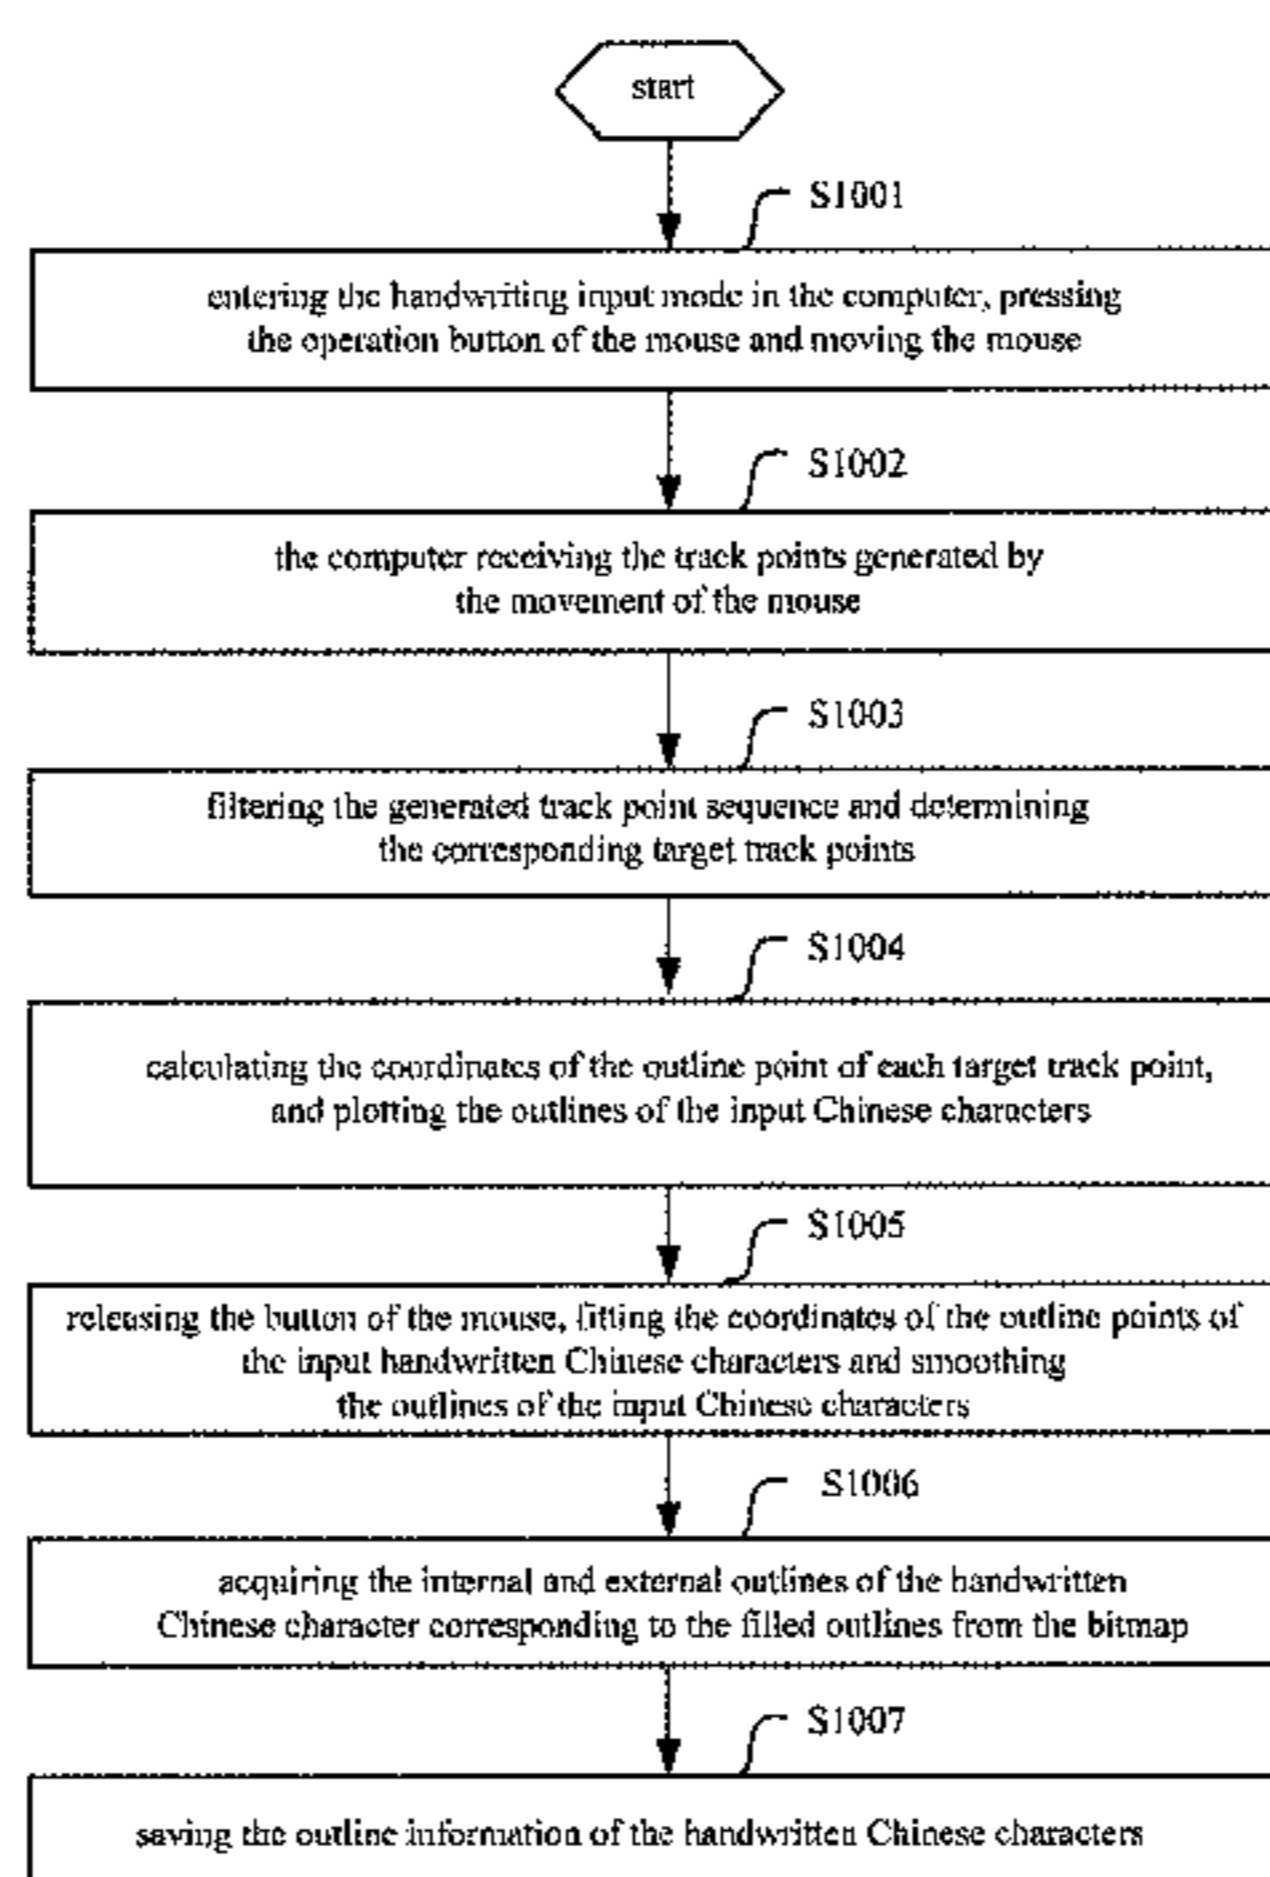 start
S1001
entering the handwriting input mode in the computer, pressing
the operation button of the mouse and moving the mouse
S1002
the computer receiving the track points generated by
the movement of the mouse
S1003
filtering the generated track point sequence and determining
the corresponding target track points
S1004
calculating the coordinates of the outline point of each target track point,
and plotting the outlines of the input Chinese characters
S1005
releasing the button of the mouse, fitting the coordinates of the outline points of
the input handwritten Chinese characters and smoothing
the outlines of the input Chinese characters
S1006
acquiring the internal and external outlines of the handwritten
Chinese character corresponding to the filled outlines from the bitmap
S1007
saving the outline information of the handwritten Chinese characters